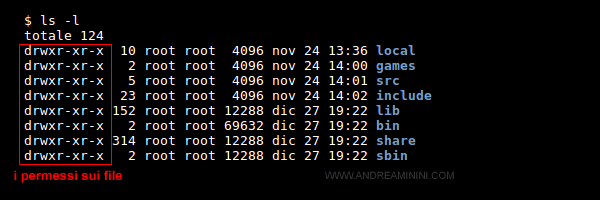 $ ls -l
totale 124
drwxr-xr-x 10 root root 4096 nov 24 13:36 local
drwxr-xr-x 2 root root 4096 nov 24 14:00 games
drwxr-xr-x 5 root root 4096 nov 24 14:01 src
drwxr-xr-x 23 root root 4096 nov 24 14:02 include
drwxr-xr-x 152 root root 12288 dic 27 19:22 lib
drwxr-xr-x 2 root root 69632 dic 27 19:22 bin
drwxr-xr-x 314 root root 12288 dic 27 19:22 share
drwxr-xr-x 2 root root 12288 dic 27 19:22 sbin
i permessi sui file
WWW.ANDREAMININI.COM